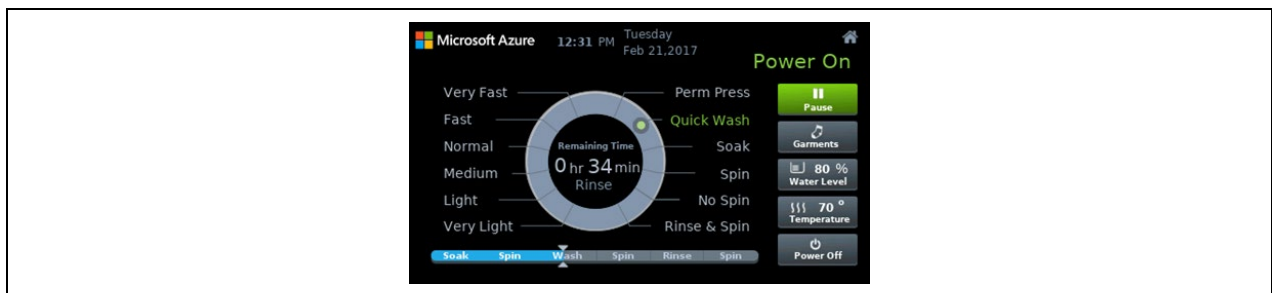 Microsoft Azure 12:31 PM Tuesday
Feb 21,2017
Power On
Very Fast
Fast
Normal
Medium
Light
Very Light
Remaining Time
0 hr 34 min
Rinse
Perm Press
Quick Wash
Soak
Spin
No Spin
Rinse & Spin
Pause
Garments
80 %
Water Level
70 °
Temperature
Power Off
Soak Spin Wash Spin Rinse Spin